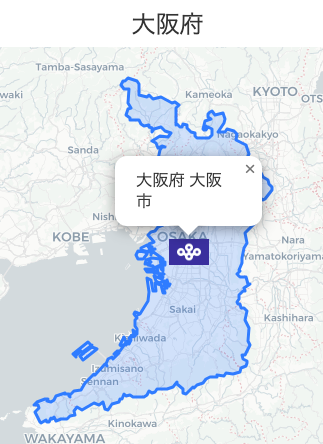 大阪府
Tamba-Sasayama
Kameoka
KYOTO
OTS
waki
Nagaokakyo
Sanda
大阪府 大阪
市
×
Nish
KOBE
OSAKA
Nara
Yamatokoriyama
Sakai
Kashihara
Kishiwada
Izumisano
Sennan
Kinokawa
WAKAYAMA